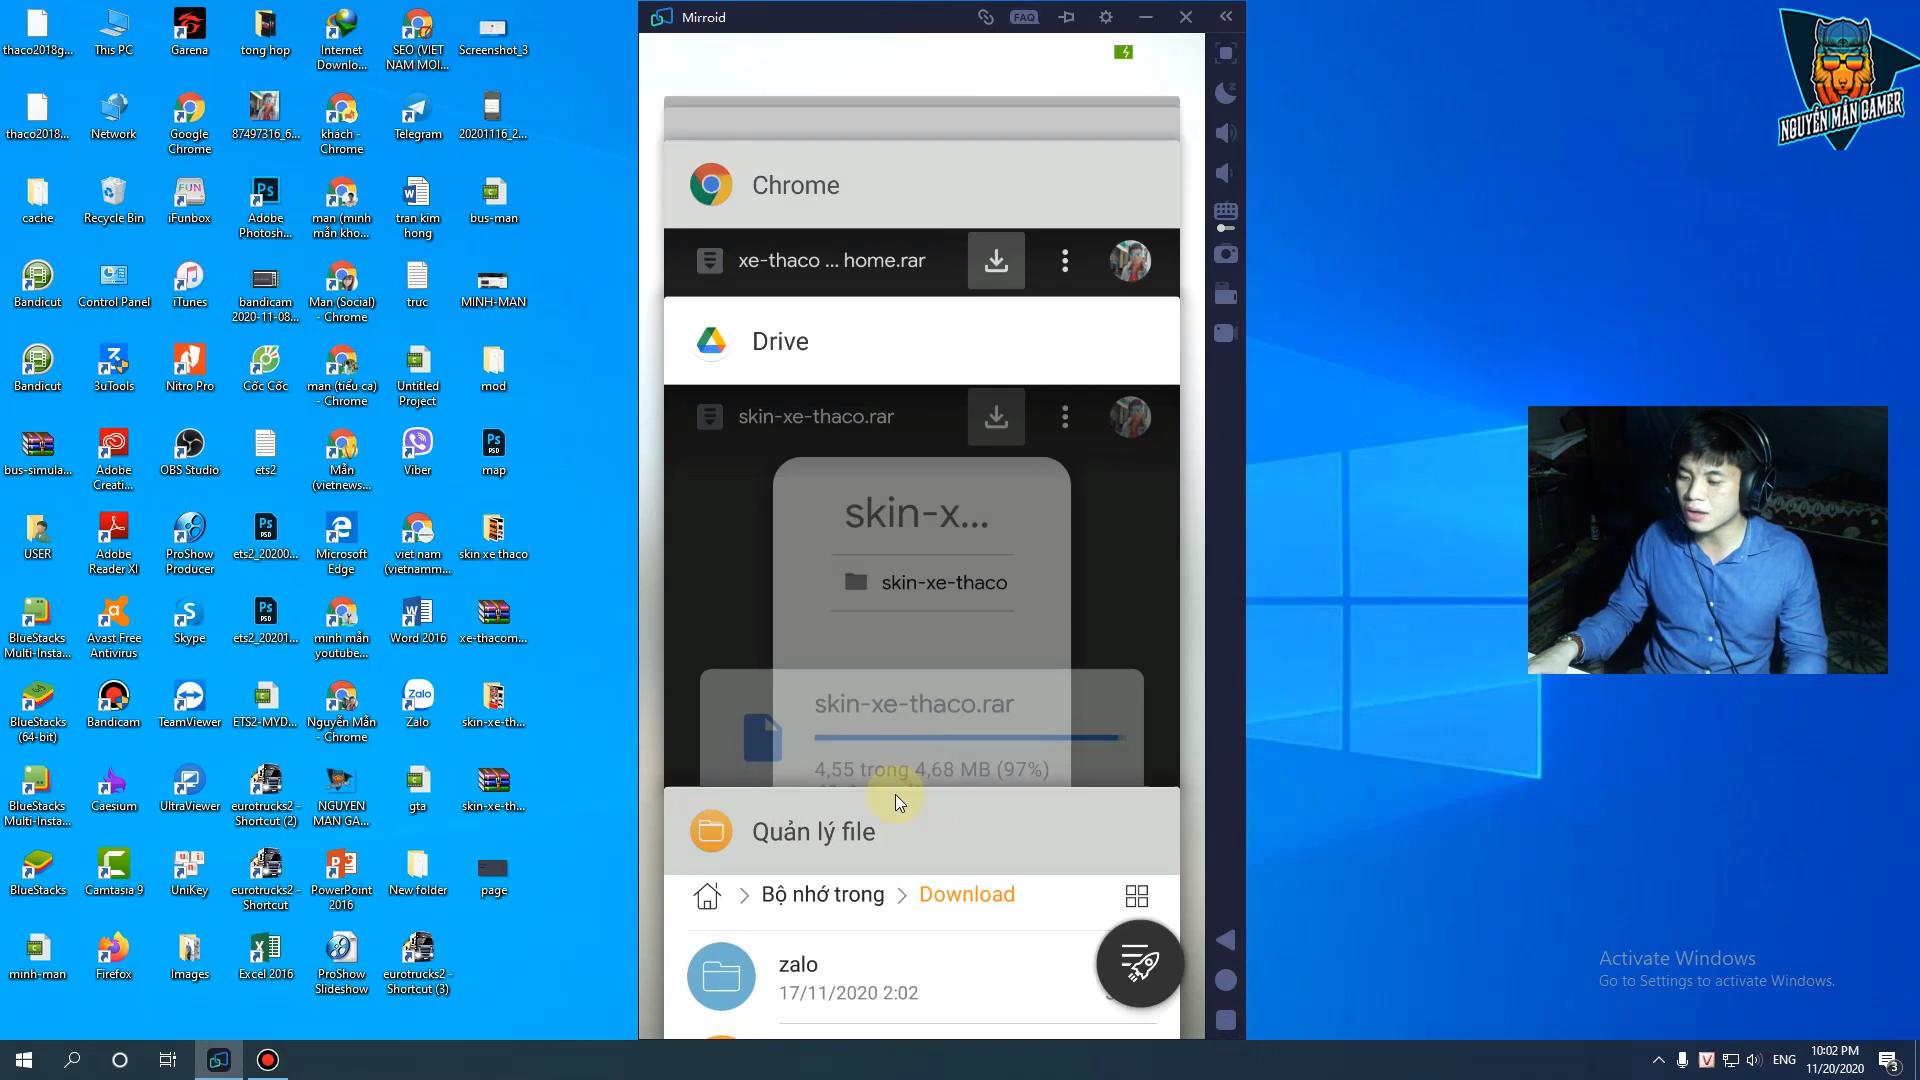 thaco2018g...
This PC
Garena
tong hop
Internet
Downlo...
SEO (VIET
NAM MOI...
Screenshot_3
thaco2018...
Network
Google
Chrome
87497316_6...
khách -
Chrome
Telegram
20201116_2...
cache
Recycle Bin
iFunbox
Adobe
Photosh...
man (minh
mẫn kho...
tran kim
hong
bus-man
Bandicut
Control Panel
iTunes
bandicam
2020-11-08...
Man (Social)
- Chrome
trưc
MINH-MAN
Bandicut
3uTools
Nitro Pro
Cốc Cốc
man (tiểu ca)
- Chrome
Untitled
Project
mod
bus-simula...
Adobe
Creati...
OBS Studio
ets2
Mẫn
(vietnews...
Viber
map
USER
Adobe
Reader XI
ProShow
Producer
ets2_20200...
Microsoft
Edge
viet nam
(vietnamm...
skin xe thaco
BlueStacks
Multi-Insta...
Avast Free
Antivirus
Skype
ets2_20201...
minh mẫn
youtube...
Word 2016
xe-thacom...
BlueStacks
(64-bit)
Bandicam
TeamViewer
ETS2-MYD...
Nguyễn Mẫn
- Chrome
Zalo
skin-xe-th...
BlueStacks
Multi-Insta...
Caesium
UltraViewer
eurotrucks2 -
Shortcut (2)
NGUYEN
MAN GA...
gta
skin-xe-th...
BlueStacks
Camtasia 9
UniKey
eurotrucks2 -
Shortcut
PowerPoint
2016
New folder
page
minh-man
Firefox
Images
Excel 2016
ProShow
Slideshow
eurotrucks2 -
Shortcut (3)
Mirroid
FAQ
Chrome
xe-thaco ... home.rar
Drive
skin-xe-thaco.rar
skin-x...
skin-xe-thaco
skin-xe-thaco.rar
4,55 trong 4,68 MB (97%)
Quản lý file
Bộ nhớ trong > Download
zalo
17/11/2020 2:02
NGUYỄN MẪN GAMER
Activate Windows
Go to Settings to activate Windows.
ENG
10:02 PM
11/20/2020
3